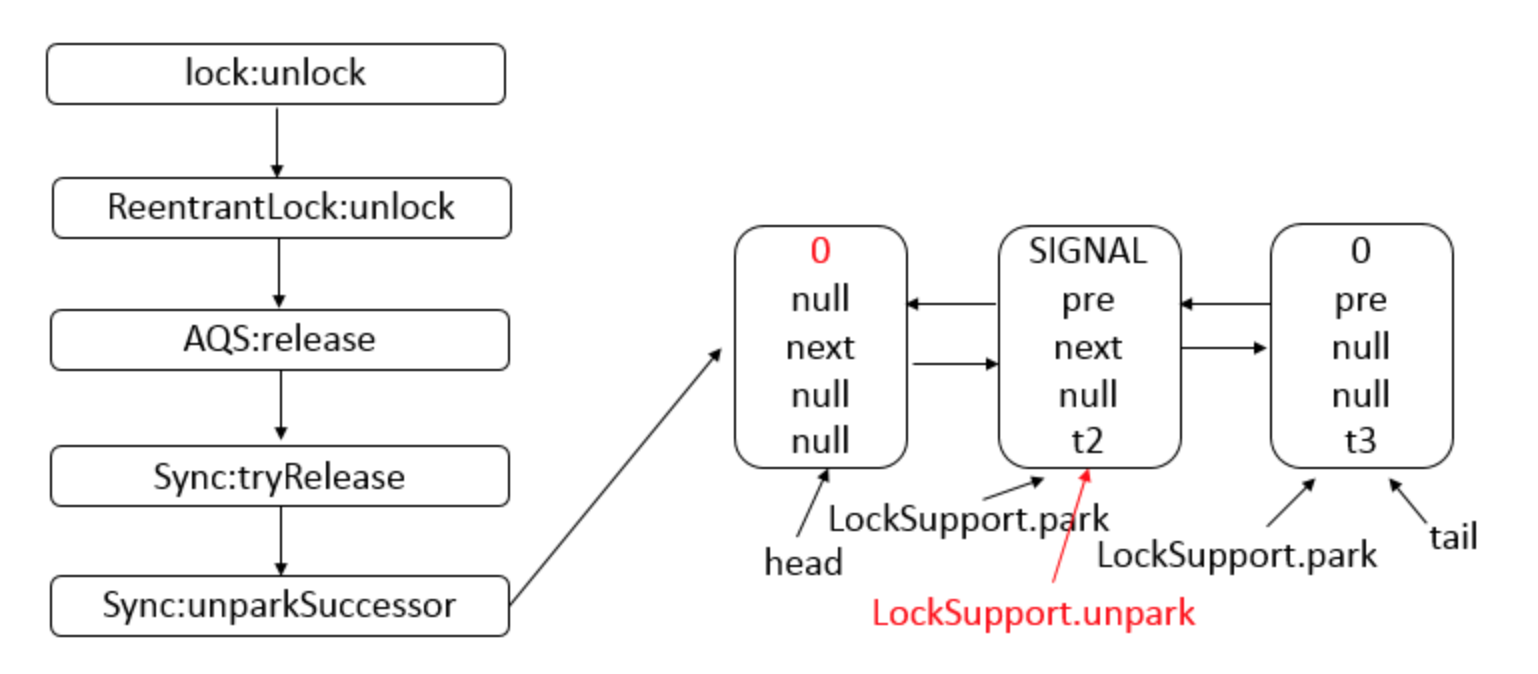 lock:unlock
ReentrantLock:unlock
AQS:release
Sync:tryRelease
Sync:unparkSuccessor
0
null
next
null
null
SIGNAL
pre
next
null
t2
0
pre
null
null
t3
head
LockSupport.park
LockSupport.unpark
LockSupport.park
tail